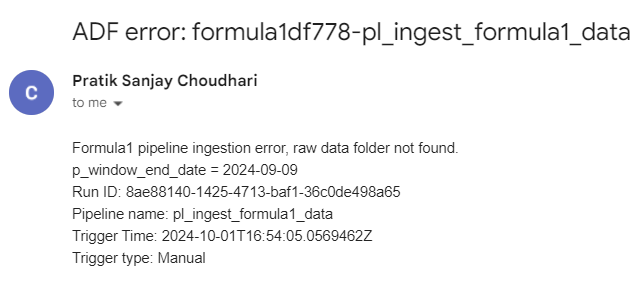 ADF error: formula1df778-pl_ingest_formula1_data
C
Pratik Sanjay Choudhari
to me
Formula1 pipeline ingestion error, raw data folder not found.
p_window_end_date = 2024-09-09
Run ID: 8ae88140-1425-4713-baf1-36c0de498a65
Pipeline name: pl_ingest_formula1_data
Trigger Time: 2024-10-01T16:54:05.0569462Z
Trigger type: Manual